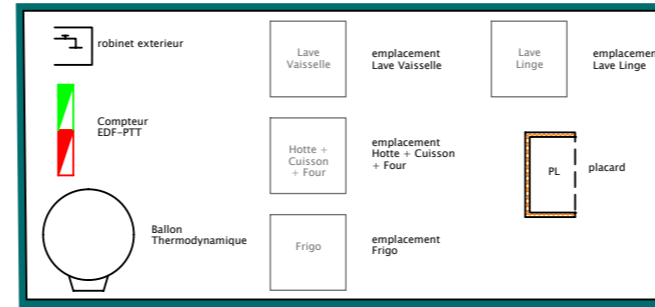 robinet exterieur
Compteur
EDF-PTT
Ballon
Thermodynamique
Lave
Vaisselle
emplacement
Lave Vaisselle
Hotte +
Cuisson
+ Four
emplacement
Hotte + Cuisson
+ Four
Frigo
emplacement
Frigo
Lave
Linge
emplacemen
Lave Linge
PL
placard